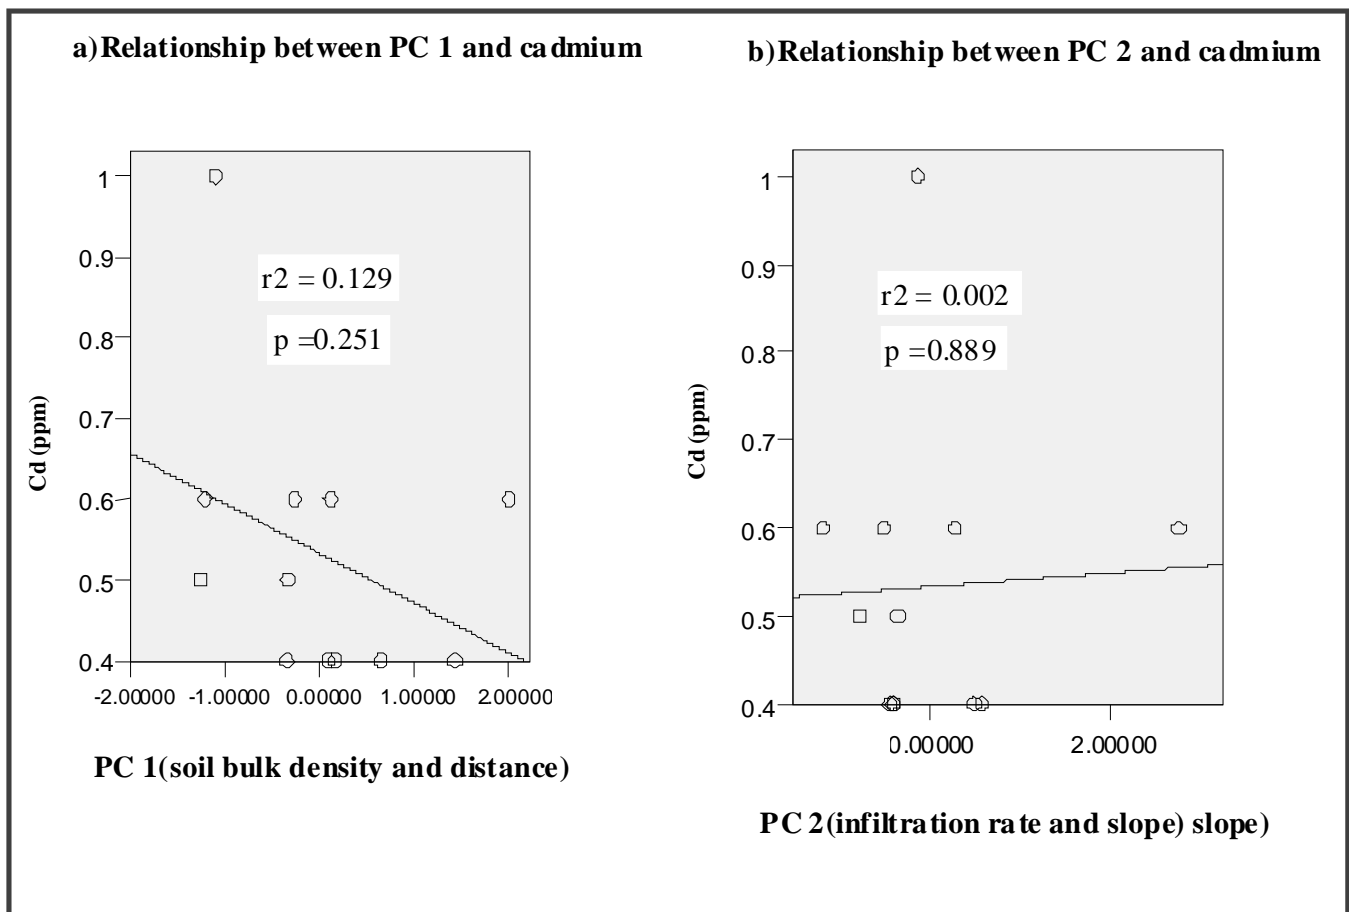 a)Relationship between PC 1 and cadmium
1
0.9
0.8
0.7
0.6
0.5
0.4
r2 = 0.129
p =0.251
Cd (ppm)
-2.00000 -1.00000 0.00000 1.00000 2.00000
PC 1(soil bulk density and distance)
b)Relationship between PC 2 and cadmium
1
0.9
0.8
0.7
0.6
0.5
0.4
r2 = 0.002
p =0.889
Cd (ppm)
0.00000 2.00000
PC 2(infiltration rate and slope) slope)